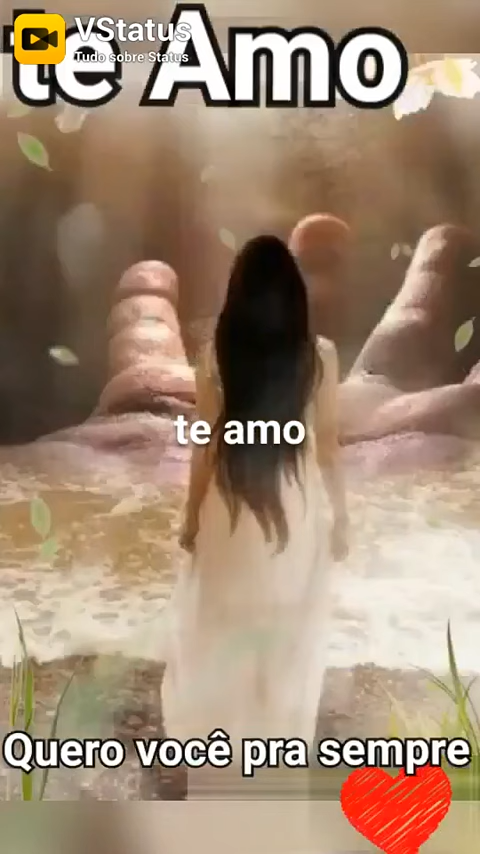 VStatus
Tudo sobre Status
te Amo
te amo
Quero você pra sempre